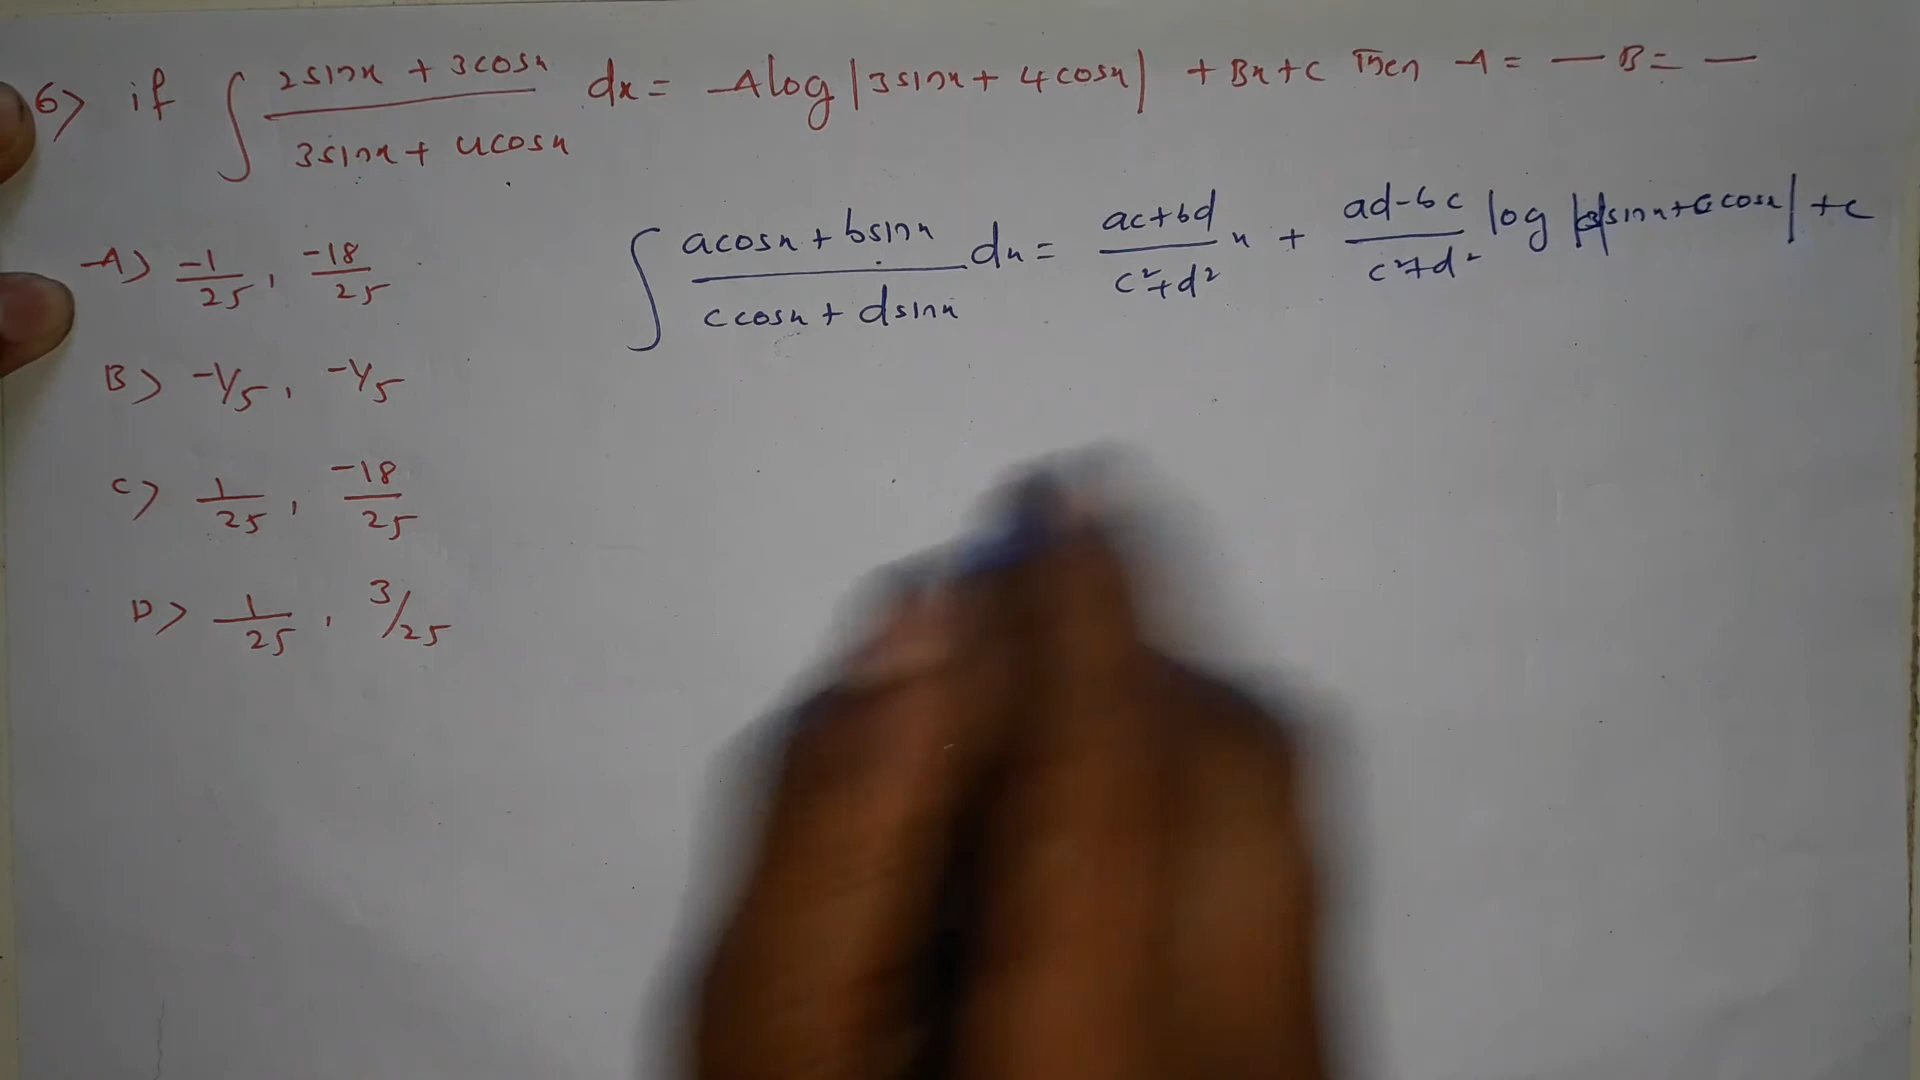 6) if ∫ 2sinx + 3cosx / 3sinx + 4cosx dx = A log |3sinx + 4cosx| + Bx + c Then A = — B = —
∫ acosx + bsinx / ccosx + dsinx dx = ac+bd / c²+d² x + ad-bc / c²+d² log |dsinx + ccosx| + c
A) -1/25, -18/25
B) -1/5, -1/5
C) 1/25, -18/25
D) 1/25, 3/25